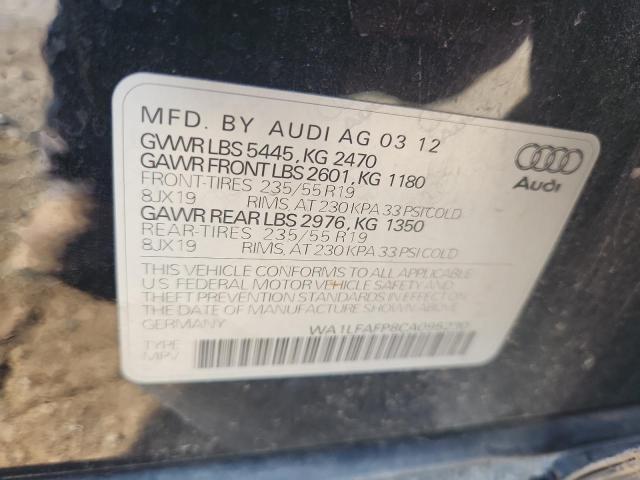 MFD. BY AUDI AG 03 12
GVWR LBS 5445, KG 2470
GAWR FRONT LBS 2601, KG 1180
FRONT-TIRES 235/55 R19
8JX19 RIMS, AT 230 KPA 33 PSI COLD
GAWR REAR LBS 2976, KG 1350
REAR-TIRES 235/55 R19
8JX19 RIMS, AT 230 KPA 33 PSI COLD
THIS VEHICLE CONFORMS TO ALL APPLICABLE
U.S. FEDERAL MOTOR VEHICLE SAFETY AND
THEFT PREVENTION STANDARDS IN EFFECT ON
THE DATE OF MANUFACTURE SHOWN ABOVE
GERMANY
TYPE
MPV
Audi